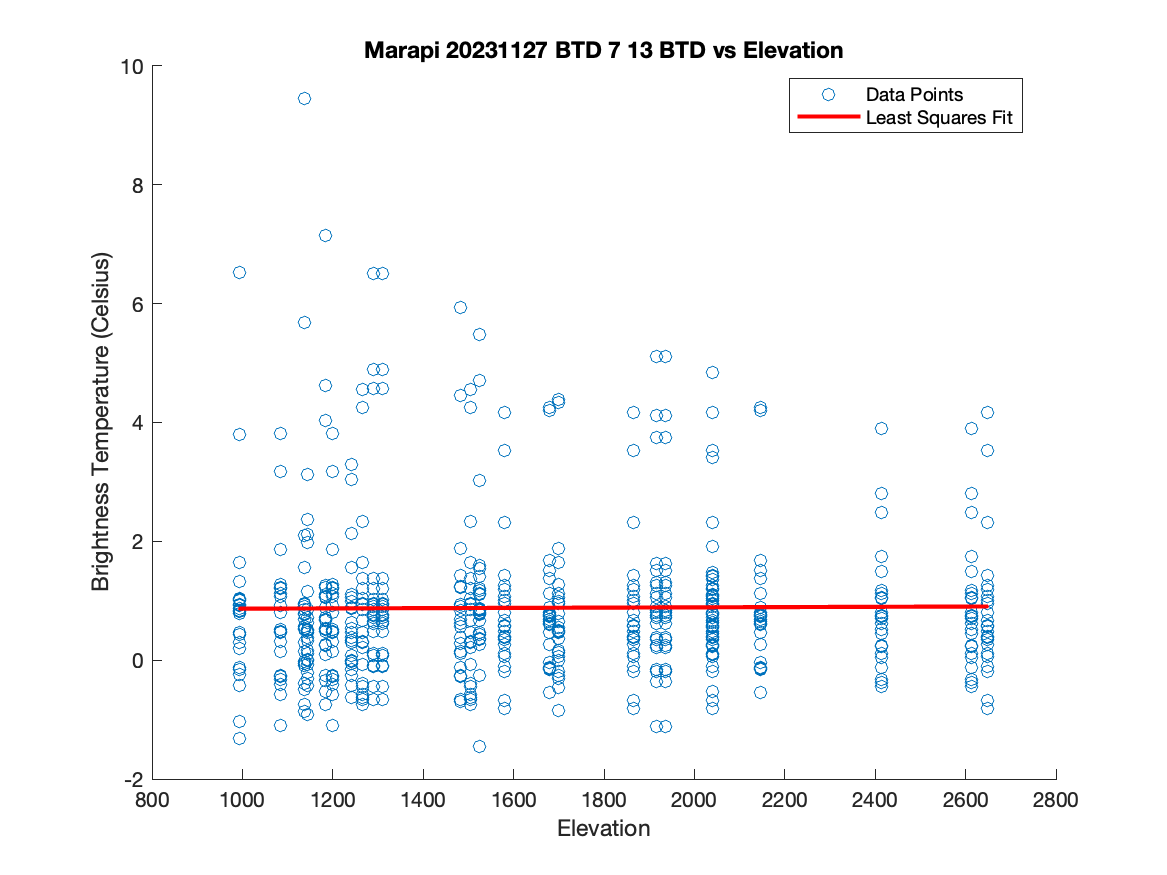 Marapi 20231127 BTD 7 13 BTD vs Elevation
Data Points
Least Squares Fit
Brightness Temperature (Celsius)
10
8
6
4
2
0
-2
800 1000 1200 1400 1600 1800 2000 2200 2400 2600 2800
Elevation